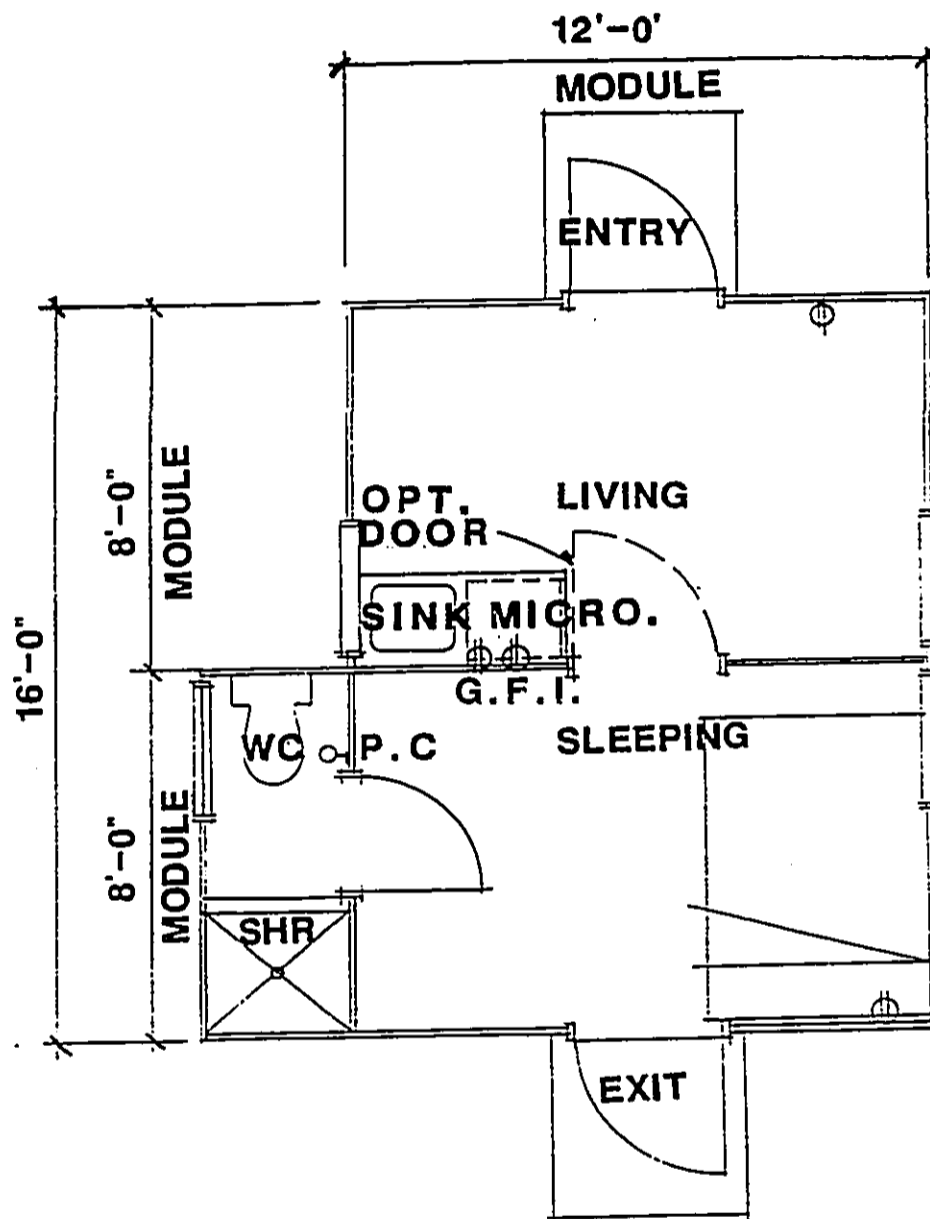 12'-0'
MODULE
ENTRY
8'-0"
MODULE
16'-0"
OPT.
DOOR
LIVING
SINK MICRO.
G.F.I.
WC
P.C
SLEEPING
8'-0"
MODULE
SHR
EXIT